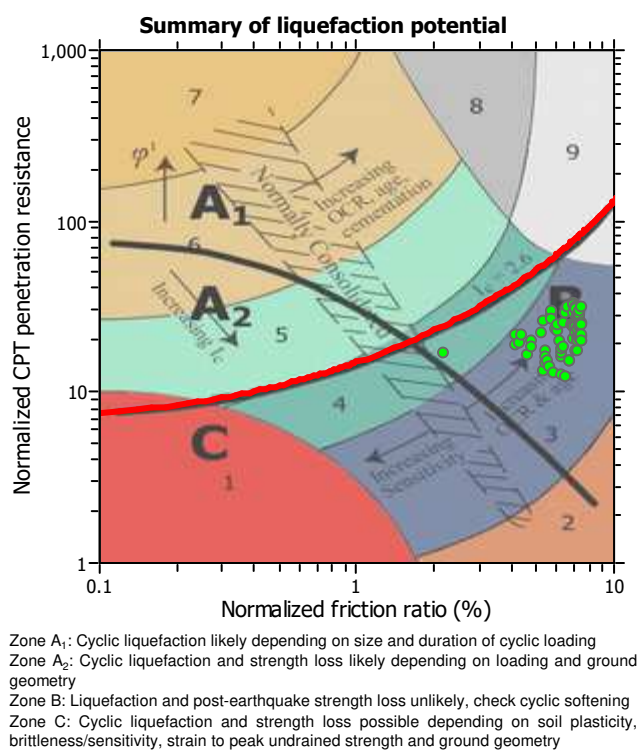 Summary of liquefaction potential
Normalized CPT penetration resistance
1,000
100
10
1
7
8
9
φ'
A1
Increasing
OCR, age,
cementation
Normally Consolidated
6
Increasing Ic
A2
5
Ic = 2.6
B
4
C
1
Increasing
OCR & age
Increasing
Sensitivity
3
2
0.1
1
10
Normalized friction ratio (%)
Zone A1: Cyclic liquefaction likely depending on size and duration of cyclic loading
Zone A2: Cyclic liquefaction and strength loss likely depending on loading and ground
geometry
Zone B: Liquefaction and post-earthquake strength loss unlikely, check cyclic softening
Zone C: Cyclic liquefaction and strength loss possible depending on soil plasticity,
brittleness/sensitivity, strain to peak undrained strength and ground geometry